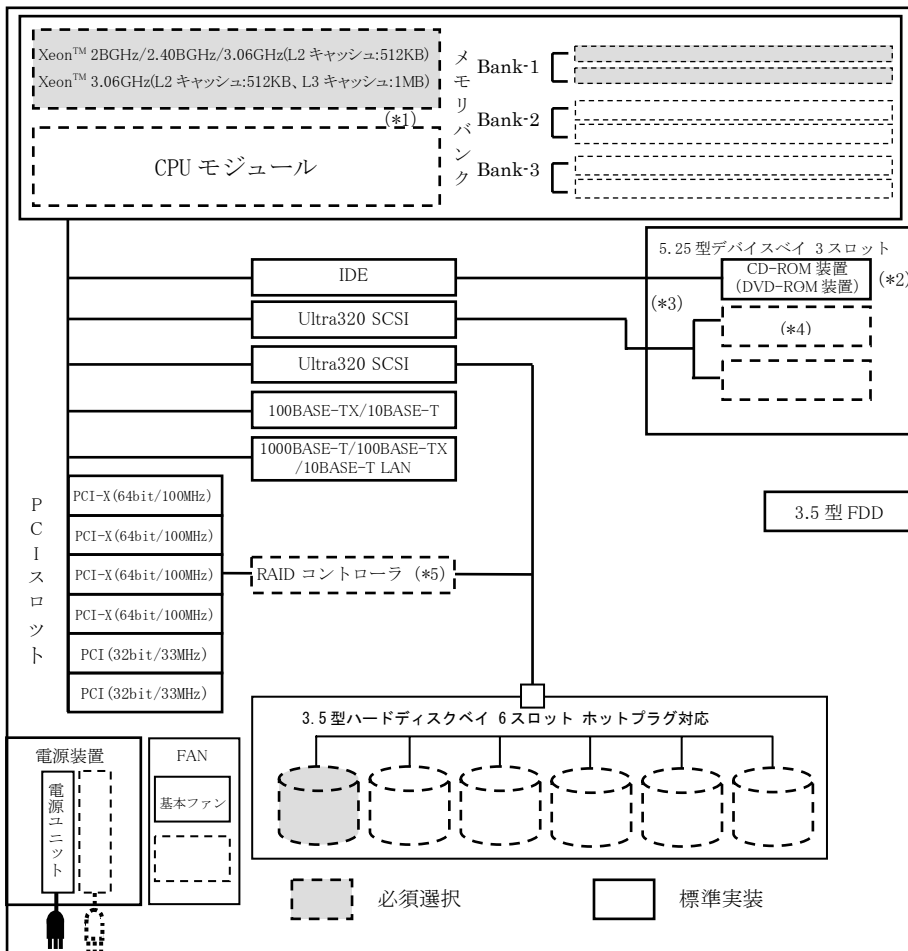 Xeon™ 2BGHz/2.40BGHz/3.06GHz(L2 キャッシュ:512KB)
Xeon™ 3.06GHz(L2 キャッシュ:512KB、L3 キャッシュ:1MB)
(*1)
CPU モジュール
メモリバンク
Bank-1
Bank-2
Bank-3
5.25 型デバイスベイ 3 スロット
IDE
CD-ROM 装置
(DVD-ROM 装置)
(*2)
Ultra320 SCSI
(*3)
(*4)
Ultra320 SCSI
100BASE-TX/10BASE-T
1000BASE-T/100BASE-TX
/10BASE-T LAN
PCIスロット
PCI-X(64bit/100MHz)
PCI-X(64bit/100MHz)
PCI-X(64bit/100MHz)
PCI-X(64bit/100MHz)
PCI(32bit/33MHz)
PCI(32bit/33MHz)
3.5 型 FDD
RAID コントローラ (*5)
3.5 型ハードディスクベイ 6 スロット ホットプラグ対応
電源装置
電源ユニット
FAN
基本ファン
必須選択
標準実装